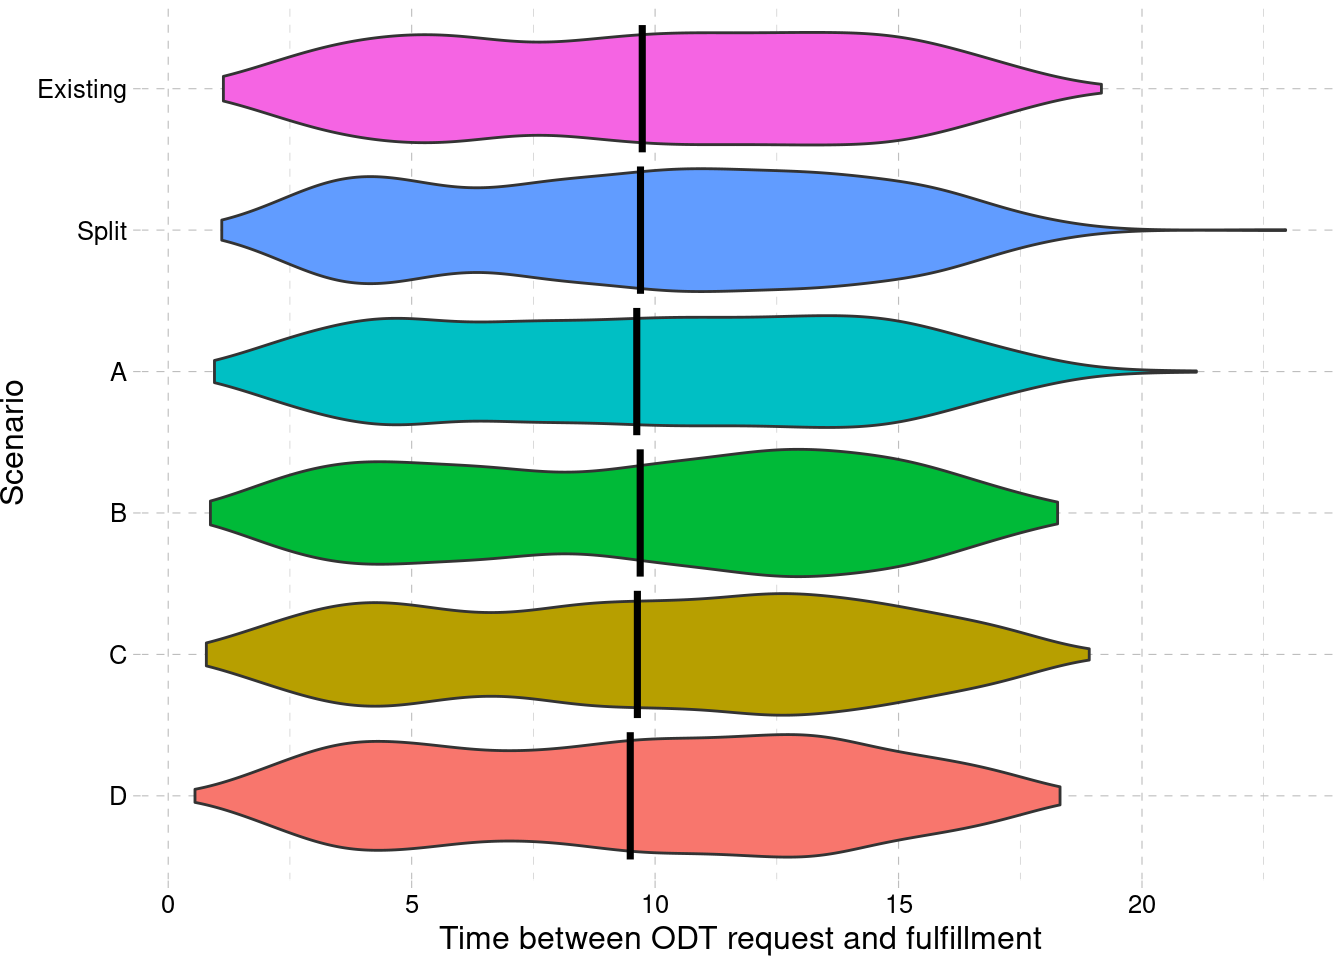 Existing
Split
A
B
C
D
Scenario
0 5 10 15 20
Time between ODT request and fulfillment